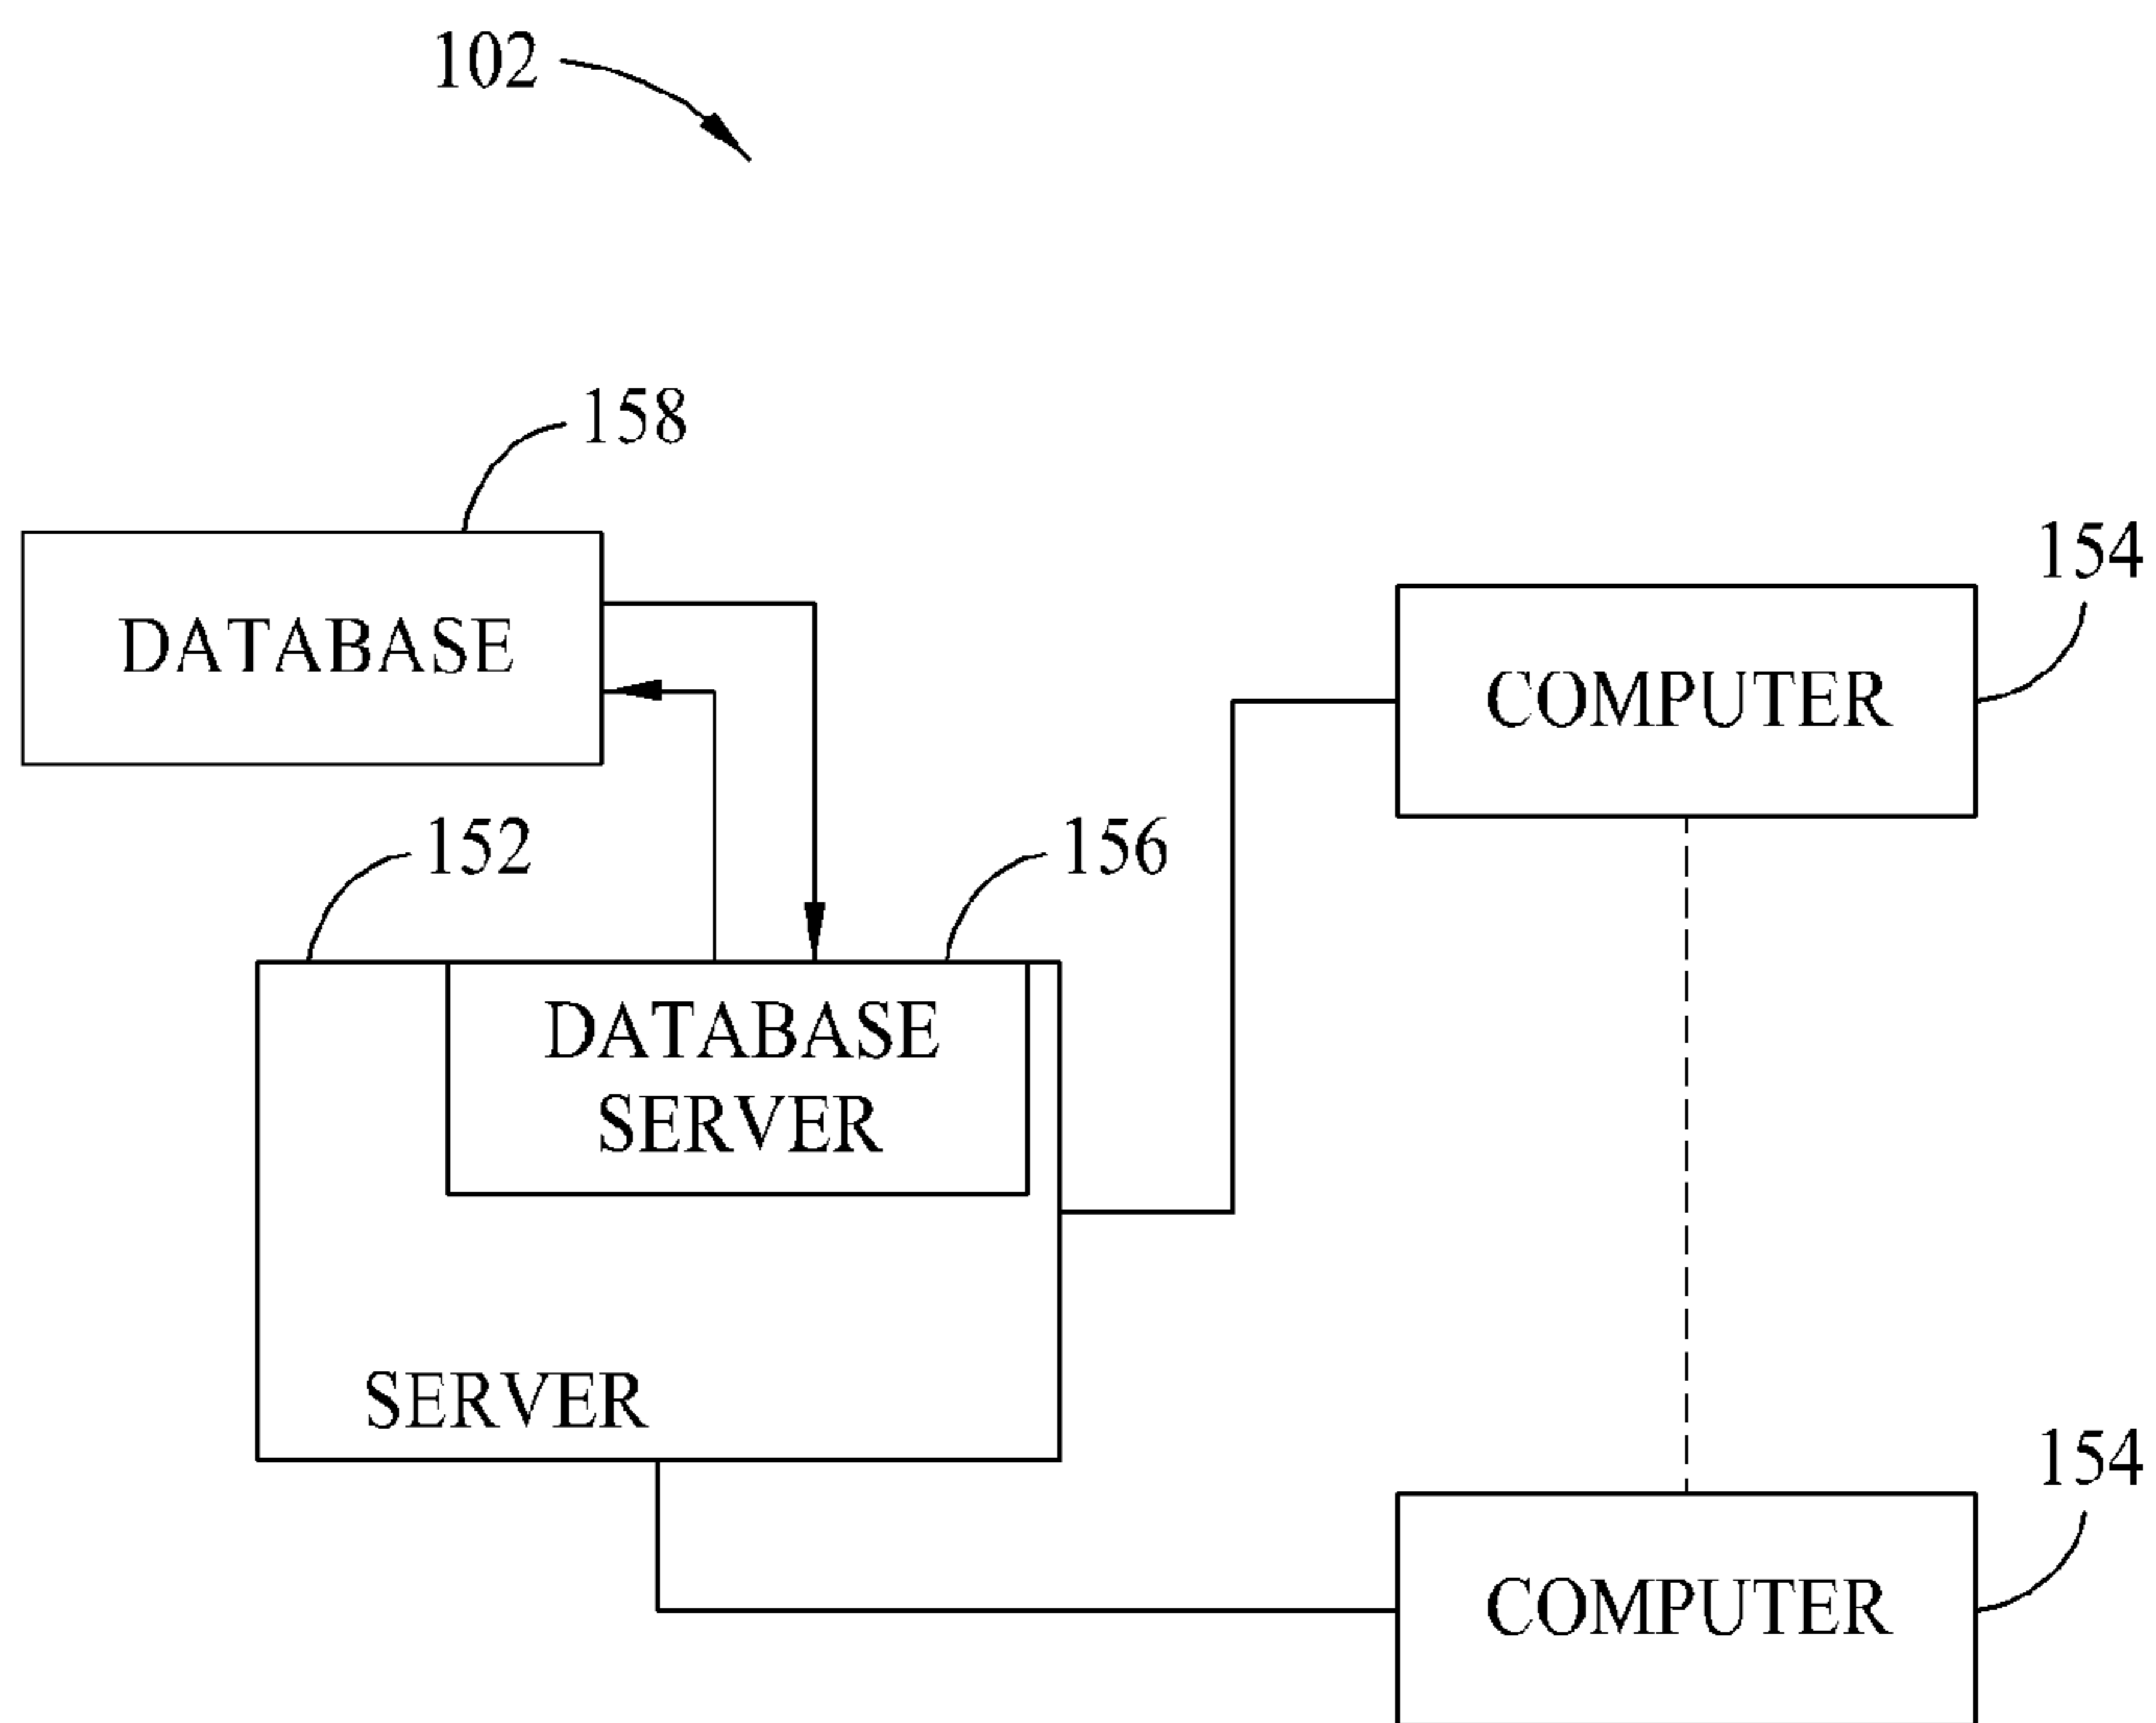 102
158
DATABASE
154
COMPUTER
152
156
DATABASE
SERVER
SERVER
154
COMPUTER